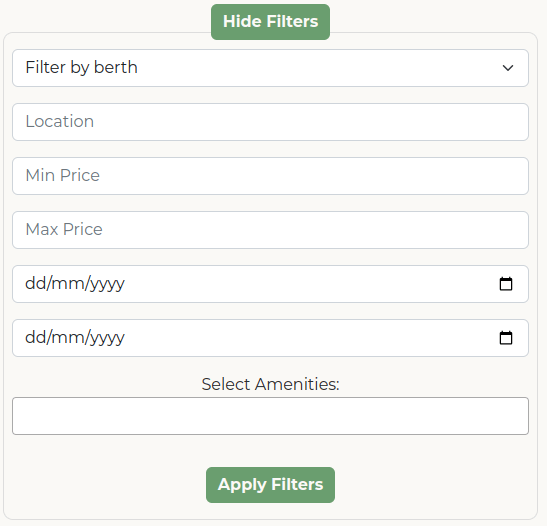 Hide Filters
Filter by berth
Location
Min Price
Max Price
dd/mm/yyyy
dd/mm/yyyy
Select Amenities:
Apply Filters